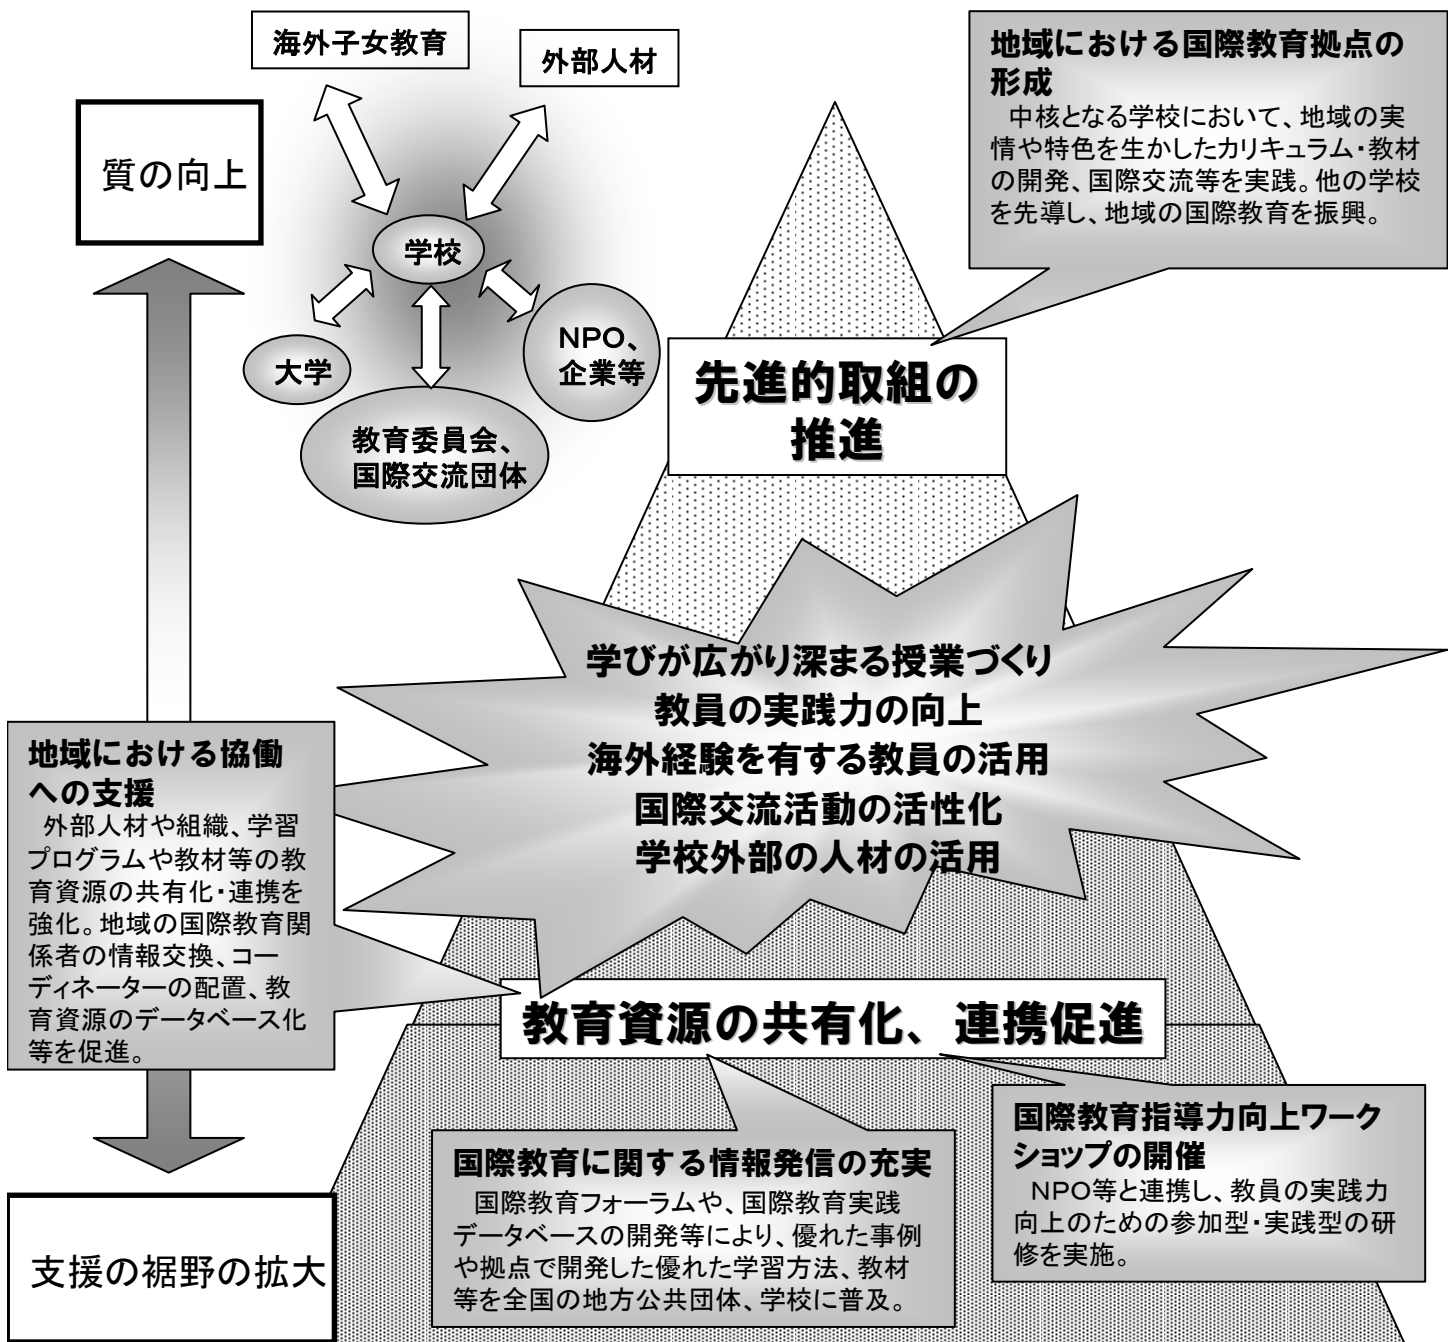 海外子女教育
外部人材
質の向上
学校
大学
NPO、
企業等
教育委員会、
国際交流団体
地域における国際教育拠点の
形成
中核となる学校において、地域の実
情や特色を生かしたカリキュラム・教材
の開発、国際交流等を実践。他の学校
を先導し、地域の国際教育を振興。
先進的取組の
推進
学びが広がり深まる授業づくり
教員の実践力の向上
海外経験を有する教員の活用
国際交流活動の活性化
学校外部の人材の活用
地域における協働
への支援
外部人材や組織、学習
プログラムや教材等の教
育資源の共有化・連携を
強化。地域の国際教育関
係者の情報交換、コー
ディネーターの配置、教
育資源のデータベース化
等を促進。
教育資源の共有化、連携促進
国際教育に関する情報発信の充実
国際教育フォーラムや、国際教育実践
データベースの開発等により、優れた事例
や拠点で開発した優れた学習方法、教材
等を全国の地方公共団体、学校に普及。
国際教育指導力向上ワーク
ショップの開催
NPO等と連携し、教員の実践力
向上のための参加型・実践型の研
修を実施。
支援の裾野の拡大